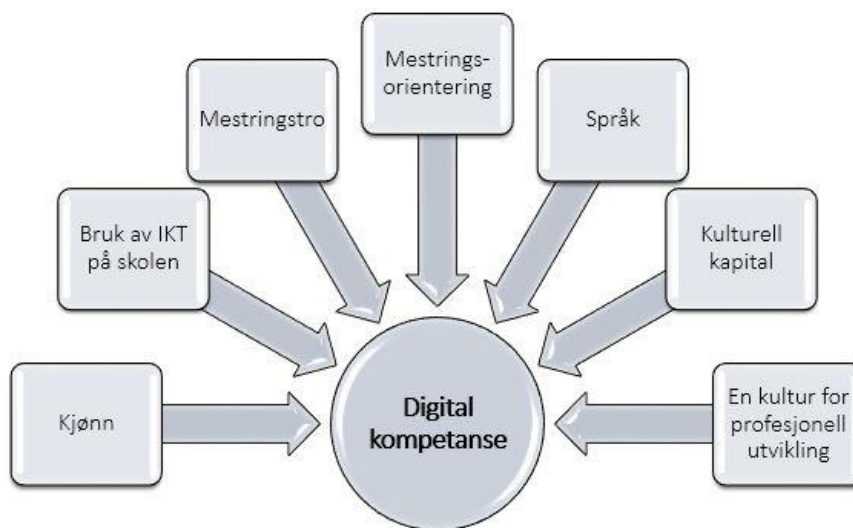 Kjønn
Bruk av IKT
på skolen
Mestringstro
Mestrings-
orientering
Språk
Kulturell
kapital
En kultur for
profesjonell
utvikling
Digital
kompetanse